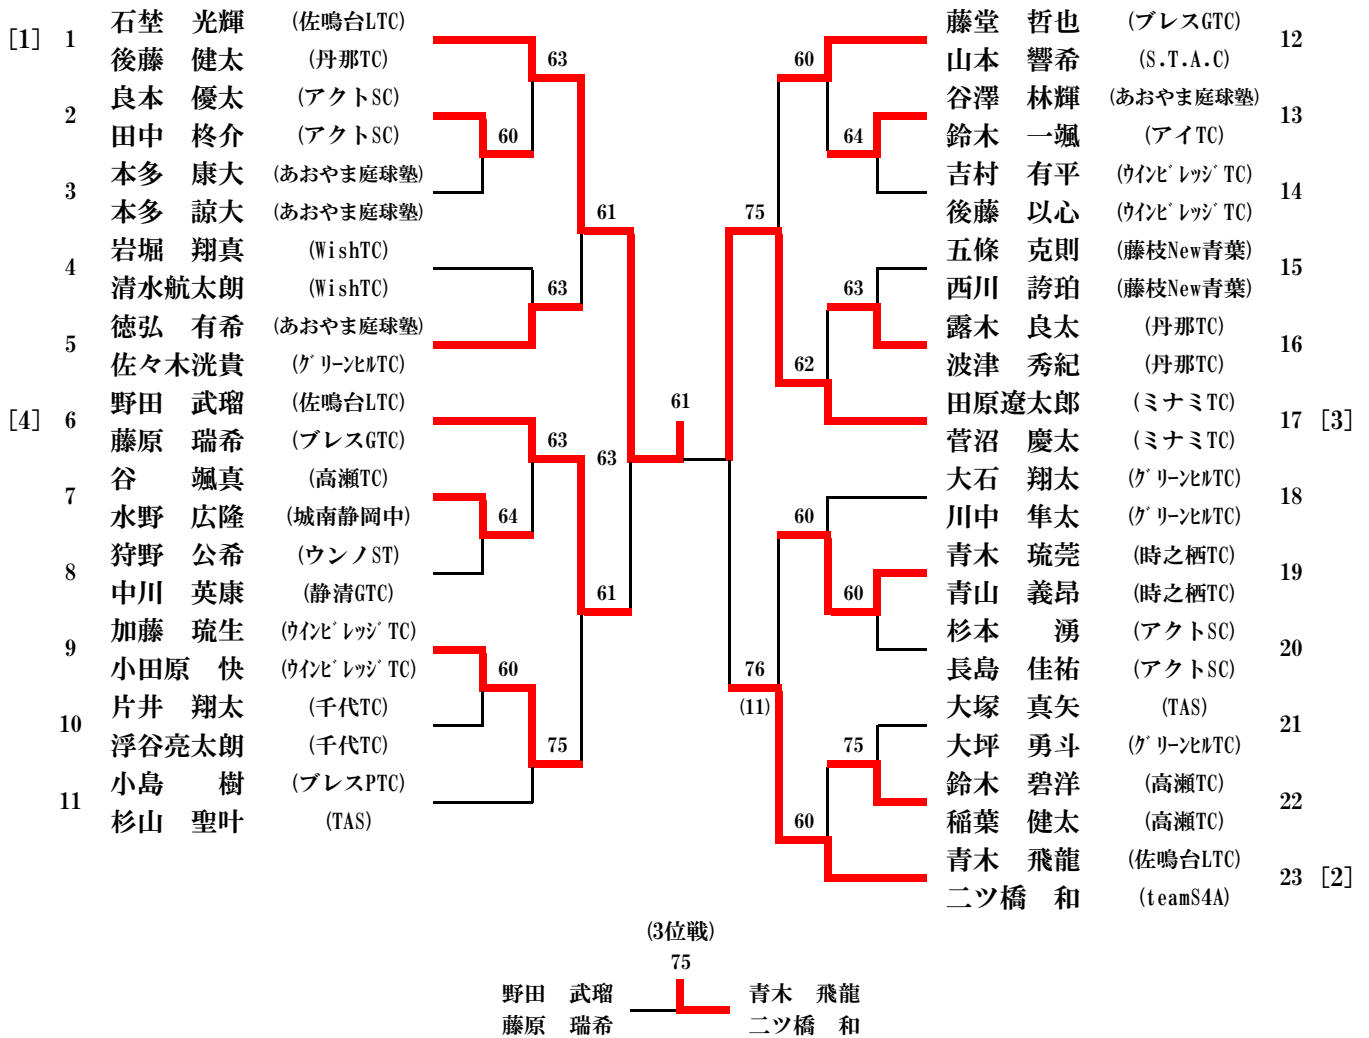 [1] 1 石埜 光輝 (佐鳴台LTC)
後藤 健太 (丹那TC)
2 良本 優太 (アクトSC)
田中 柊介 (アクトSC)
3 本多 康大 (あおやま庭球塾)
本多 諒大 (あおやま庭球塾)
4 岩堀 翔真 (WishTC)
清水航太朗 (WishTC)
5 徳弘 有希 (あおやま庭球塾)
佐々木洸貴 (グリーンヒルTC)
[4] 6 野田 武瑠 (佐鳴台LTC)
藤原 瑞希 (ブレスGTC)
7 谷 颯真 (高瀬TC)
水野 広隆 (城南静岡中)
8 狩野 公希 (ウンノST)
中川 英康 (静清GTC)
9 加藤 琉生 (ウインビレッジTC)
小田原 快 (ウインビレッジTC)
10 片井 翔太 (千代TC)
浮谷亮太朗 (千代TC)
11 小島 樹 (ブレスPTC)
杉山 聖叶 (TAS)
63
60
61
63
63
63
64
61
60
75
61
藤堂 哲也 (ブレスGTC) 12
山本 響希 (S.T.A.C)
谷澤 林輝 (あおやま庭球塾) 13
鈴木 一颯 (アイTC)
吉村 有平 (ウインビレッジTC) 14
後藤 以心 (ウインビレッジTC)
五條 克則 (藤枝New青葉) 15
西川 誇珀 (藤枝New青葉)
露木 良太 (丹那TC) 16
波津 秀紀 (丹那TC)
田原遼太郎 (ミナミTC) 17 [3]
菅沼 慶太 (ミナミTC)
大石 翔太 (グリーンヒルTC) 18
川中 隼太 (グリーンヒルTC)
青木 琉莞 (時之栖TC) 19
青山 義昂 (時之栖TC)
杉本 湧 (アクトSC) 20
長島 佳祐 (アクトSC)
大塚 真矢 (TAS) 21
大坪 勇斗 (グリーンヒルTC)
鈴木 碧洋 (高瀬TC) 22
稲葉 健太 (高瀬TC)
青木 飛龍 (佐鳴台LTC) 23 [2]
二ツ橋 和 (teamS4A)
60
64
75
63
62
60
60
76
(11)
75
60
(3位戦)
75
野田 武瑠 青木 飛龍
藤原 瑞希 二ツ橋 和